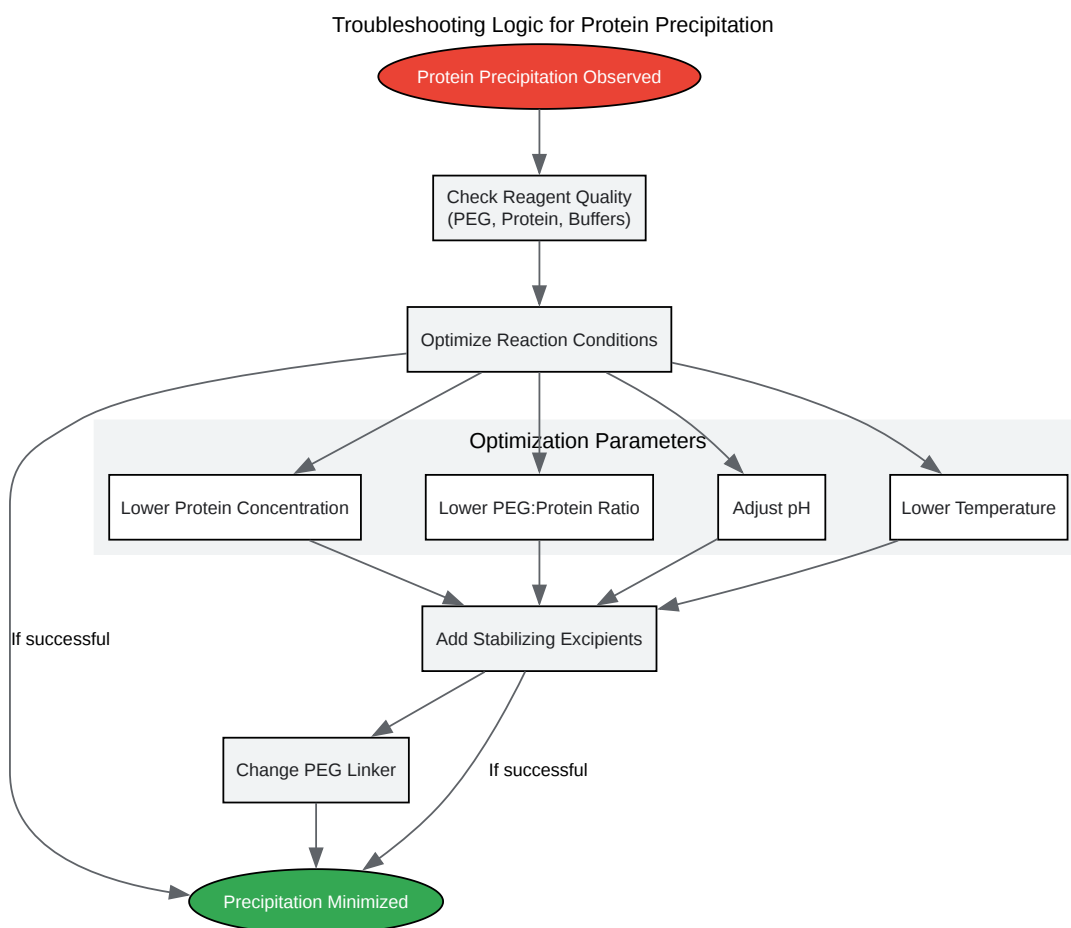 Troubleshooting Logic for Protein Precipitation
Protein Precipitation Observed
Check Reagent Quality
(PEG, Protein, Buffers)
Optimize Reaction Conditions
Optimization Parameters
Lower Protein Concentration
Lower PEG:Protein Ratio
Adjust pH
Lower Temperature
Add Stabilizing Excipients
If successful
Change PEG Linker
If successful
Precipitation Minimized